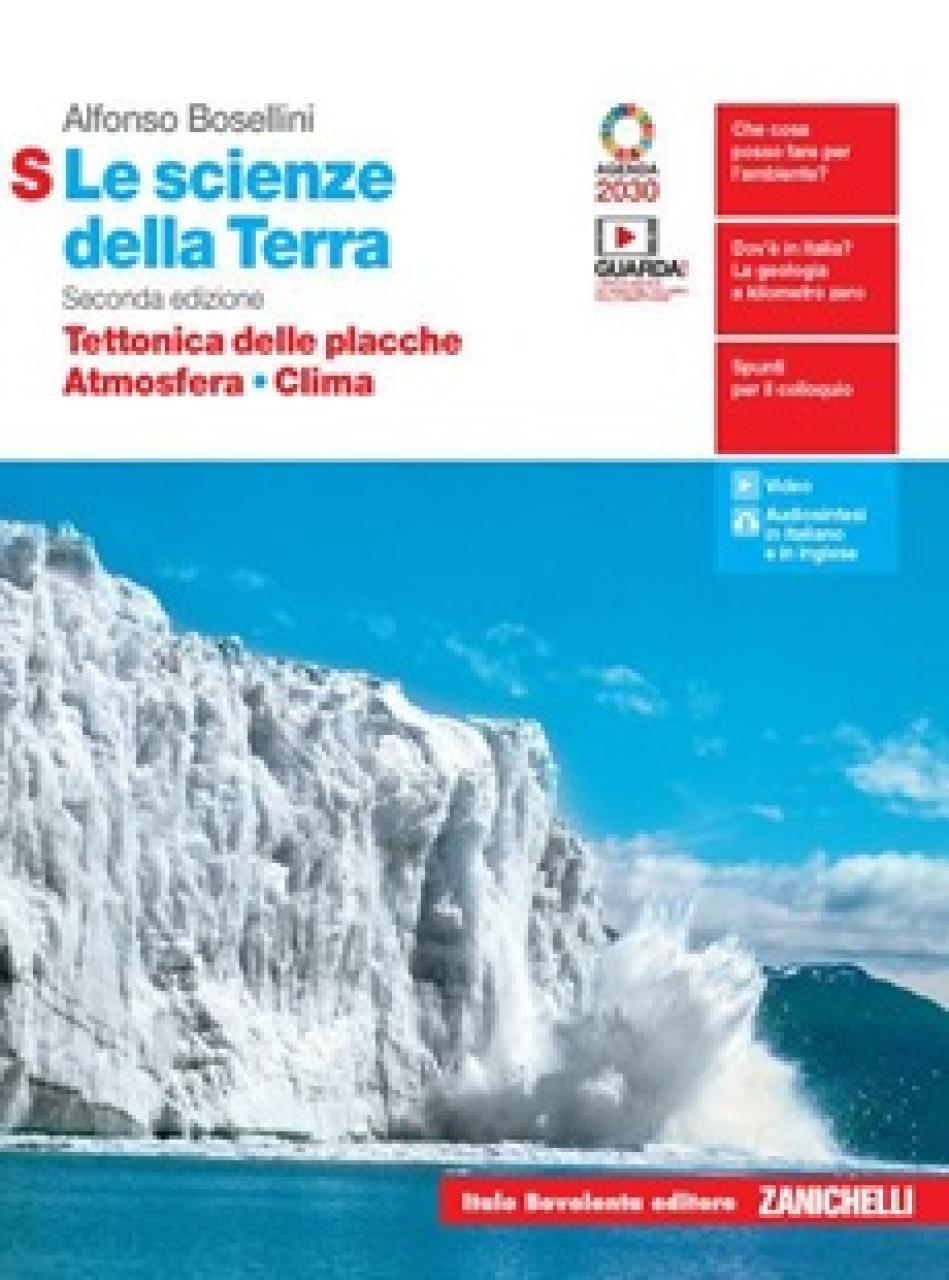 Alfonso Bosellini
S Le scienze
della Terra
Seconda edizione
Tettonica delle placche
Atmosfera • Clima
AGENDA
2030
GUARDA!
Che cosa
posso fare per
l'ambiente?
Dov'è in Italia?
La geologia
a kilometro zero
Spunti
per il colloquio
Video
Audiosintesi
in italiano
e in inglese
Italo Bovolenta editore ZANICHELLI